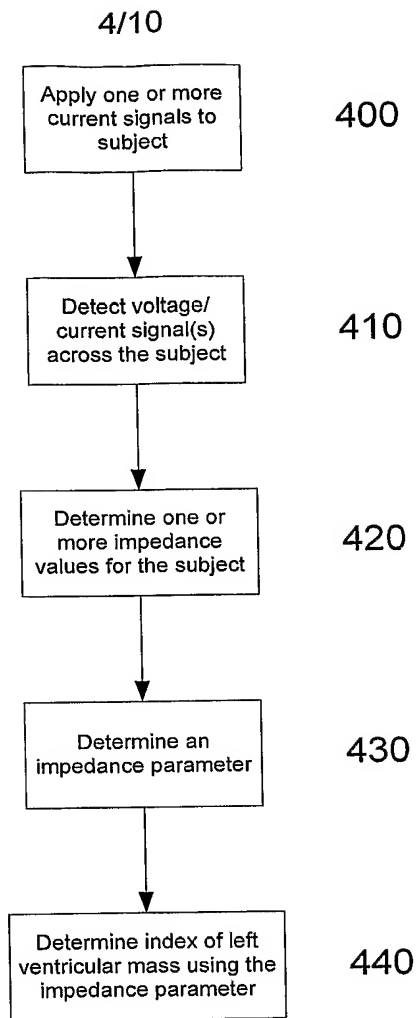 4/10
Apply one or more
current signals to
subject
400
Detect voltage/
current signal(s)
across the subject
410
Determine one or
more impedance
values for the subject
420
Determine an
impedance parameter
430
Determine index of left
ventricular mass using the
impedance parameter
440